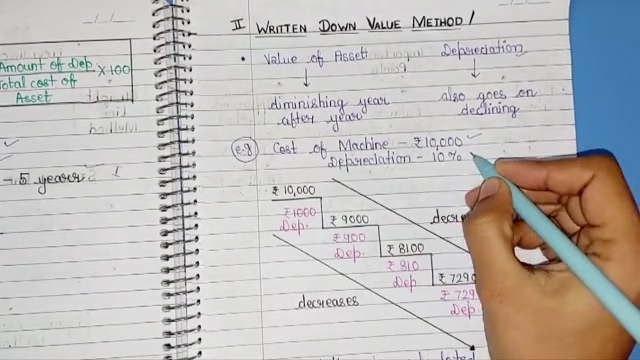 Amount of Dep × 100
Total cost of
Asset
5 years
II WRITTEN DOWN VALUE METHOD /
• Value of Asset
Depreciation
diminishing year
after year
also goes on
declining
e.g Cost of Machine - ₹10,000
Depreciation - 10%
₹ 10,000
₹ 1000
Dep.
₹ 9000
₹ 900
Dep.
₹ 8100
₹ 810
Dep
₹ 7290
₹ 729
Dep
decreases